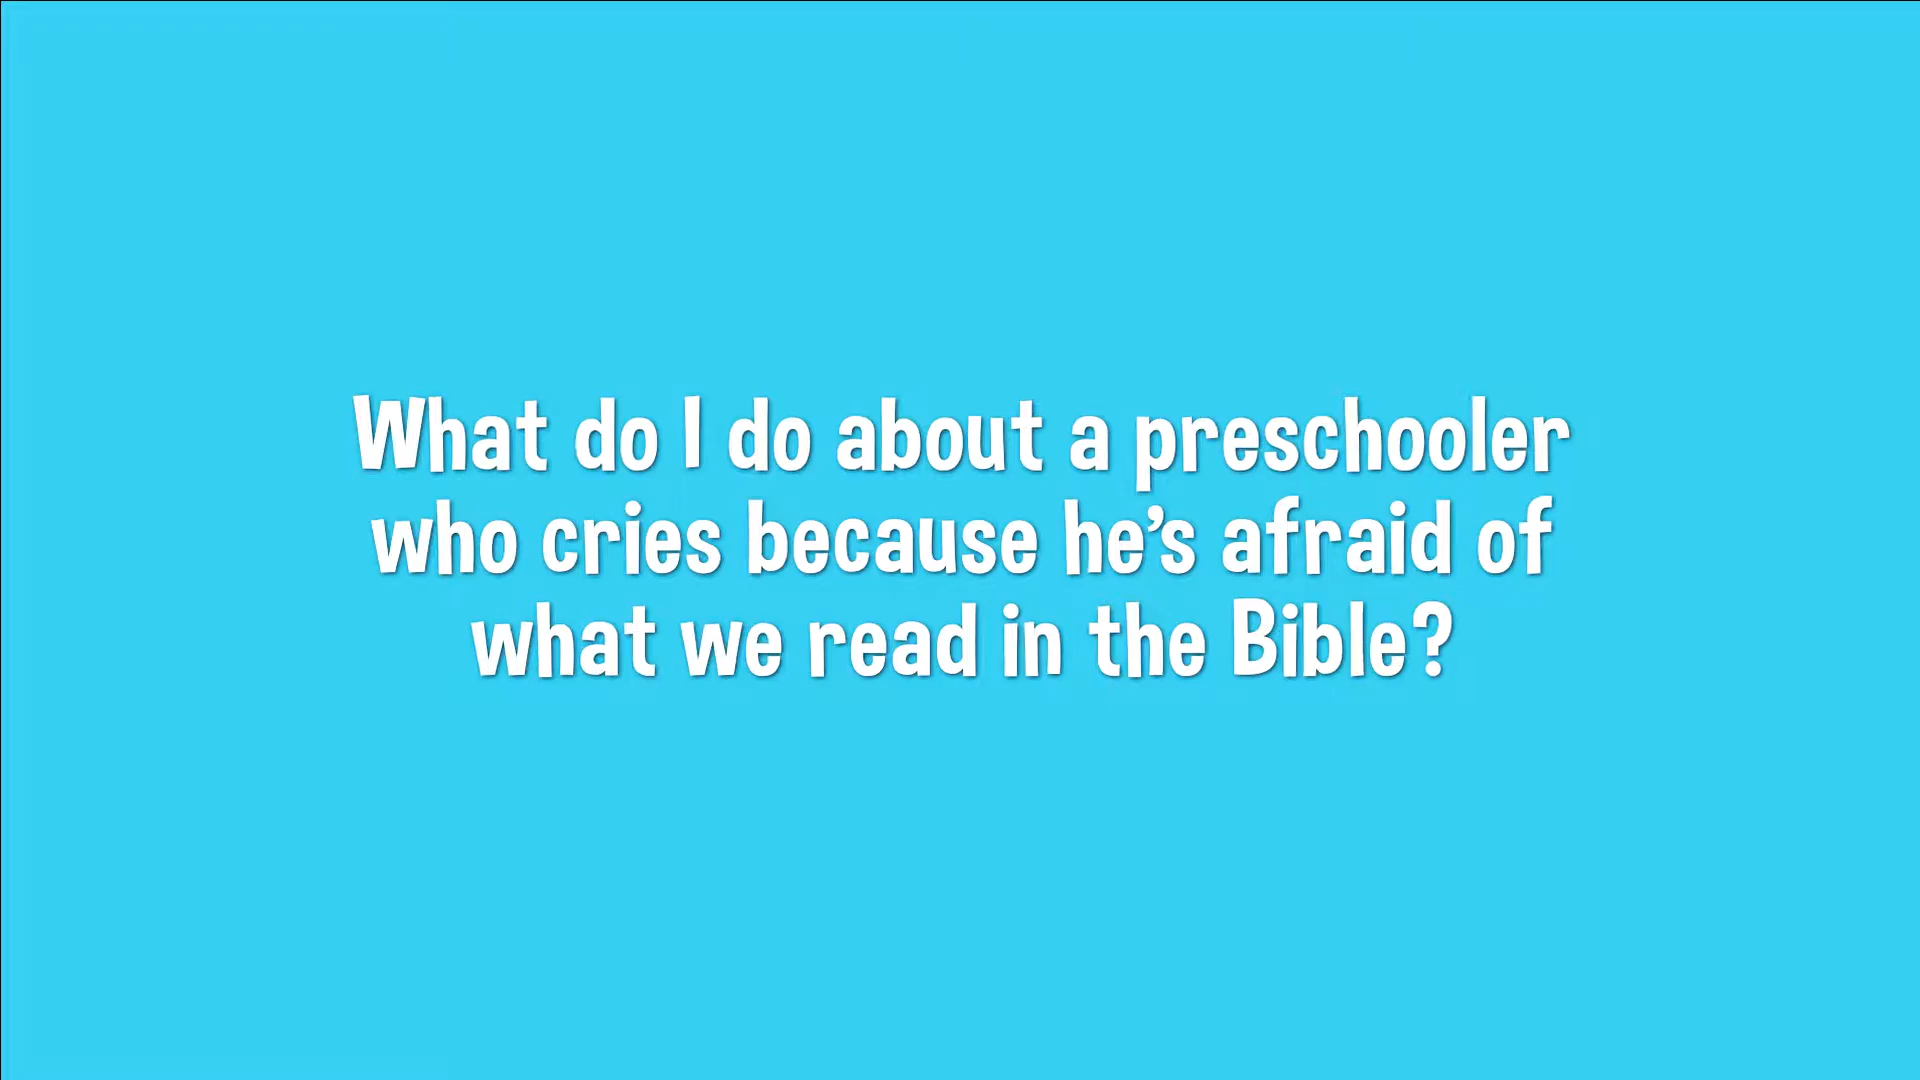 What do I do about a preschooler
who cries because he’s afraid of
what we read in the Bible?